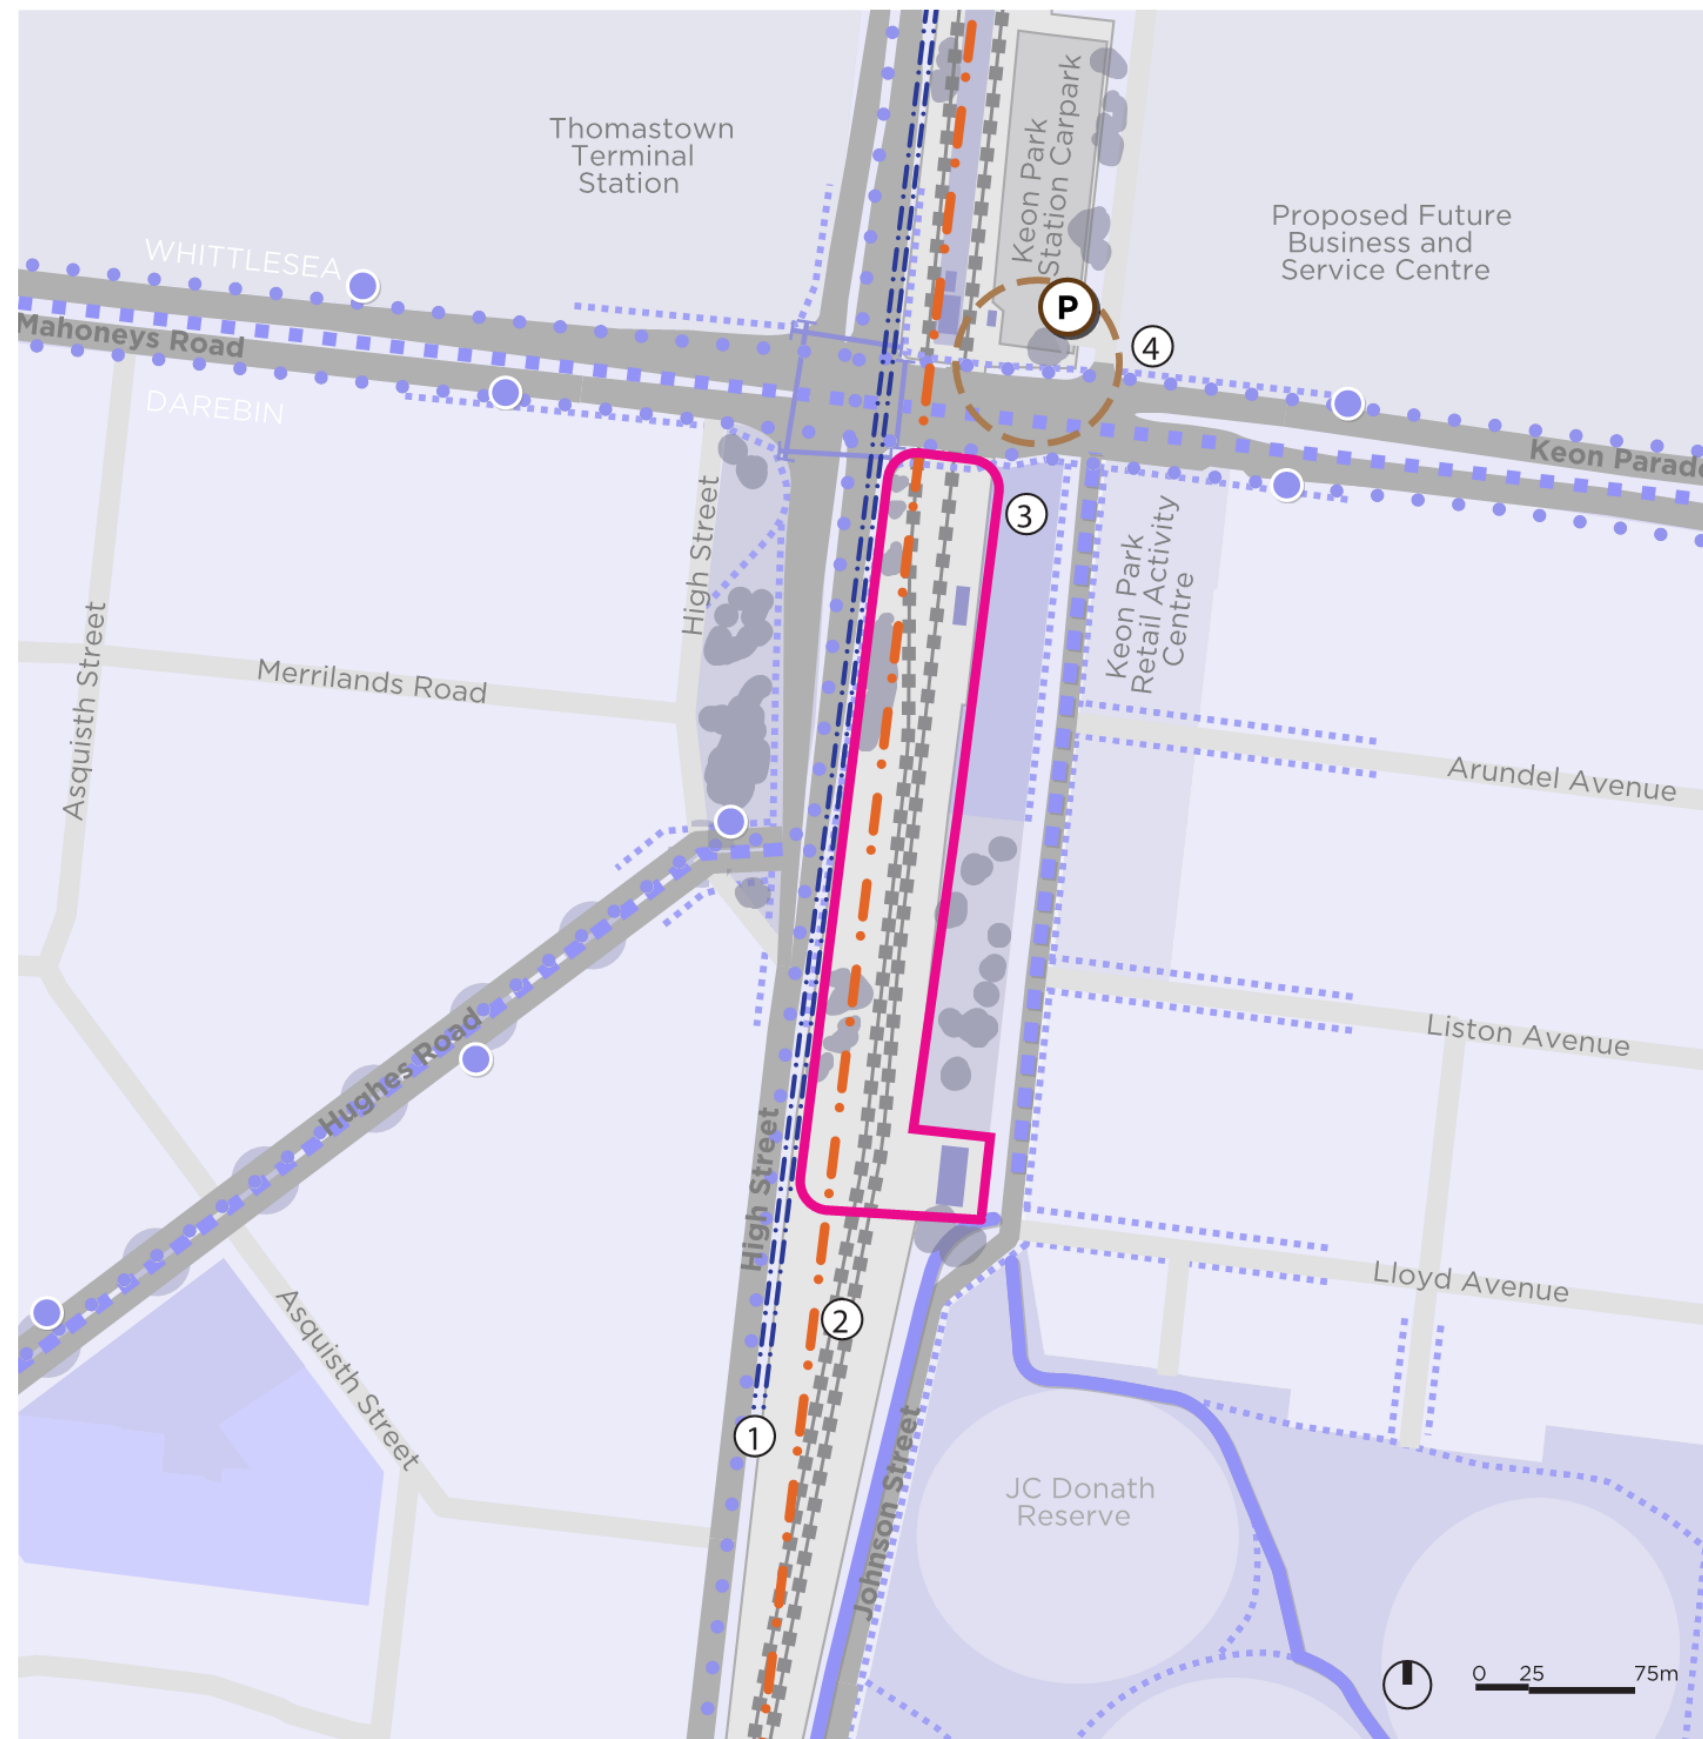 Thomastown
Terminal
Station
Keon Park
Station Carpark
Proposed Future
Business and
Service Centre
WHITTLESEA
P
Mahoneys Road
4
DAREBIN
Keon Parade
High Street
3
Keon Park
Retail Activity
Centre
Asquisth Street
Merrilands Road
Arundel Avenue
Hughes Road
Liston Avenue
High Street
Lloyd Avenue
2
Asquisth Street
1
Johnson Street
JC Donath
Reserve
0 25 75m